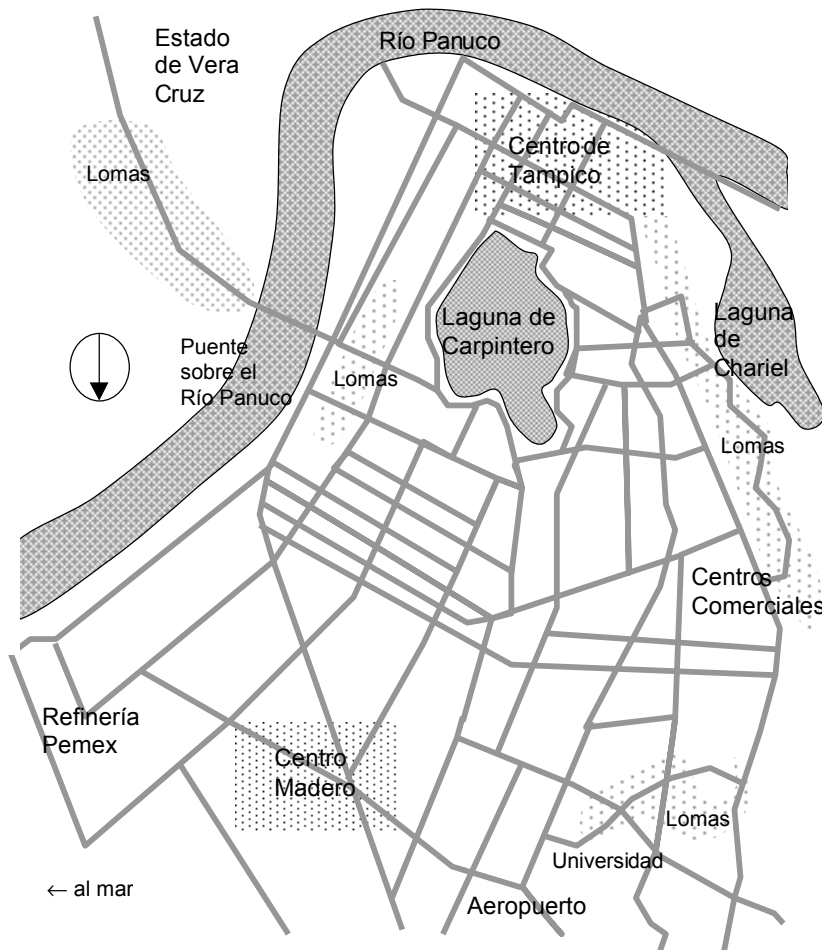 Estado
de Vera
Cruz
Río Panuco
Lomas
Centro de
Tampico
Laguna de
Carpintero
Laguna
de
Chariel
Puente
sobre el
Río Panuco
Lomas
Lomas
Centros
Comerciales
Refinería
Pemex
Centro
Madero
Lomas
Universidad
← al mar
Aeropuerto